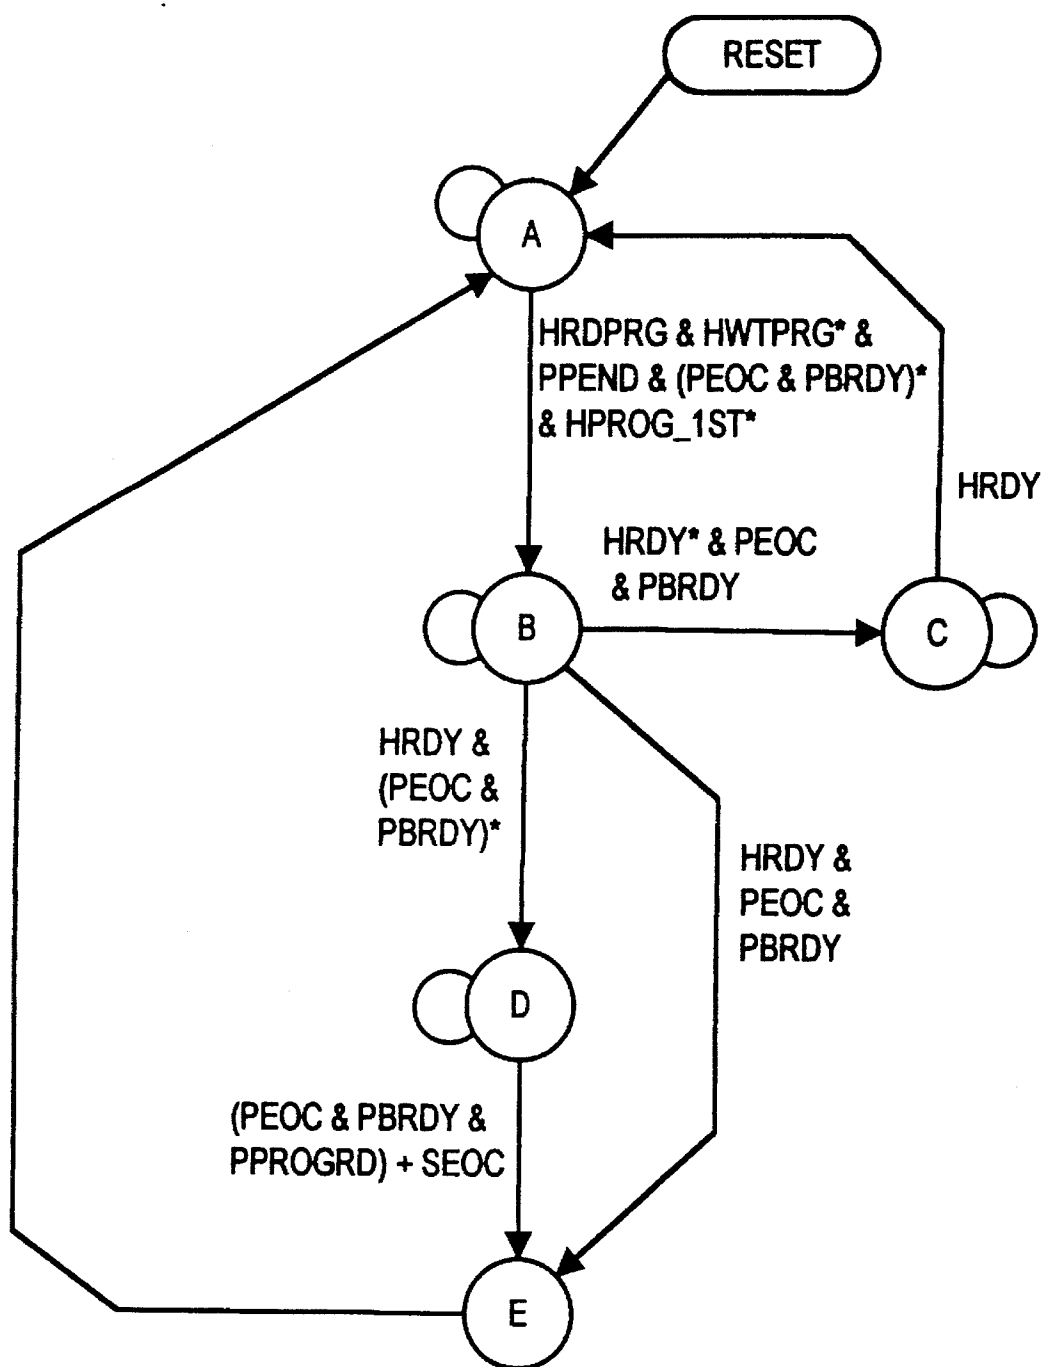 RESET
A
HRDPRG & HWTPRG* &
PPEND & (PEOC & PBRDY)*
& HPROG_1ST*
HRDY
HRDY* & PEOC
& PBRDY
B
C
HRDY &
(PEOC &
PBRDY)*
HRDY &
PEOC &
PBRDY
D
(PEOC & PBRDY &
PPROGRD) + SEOC
E